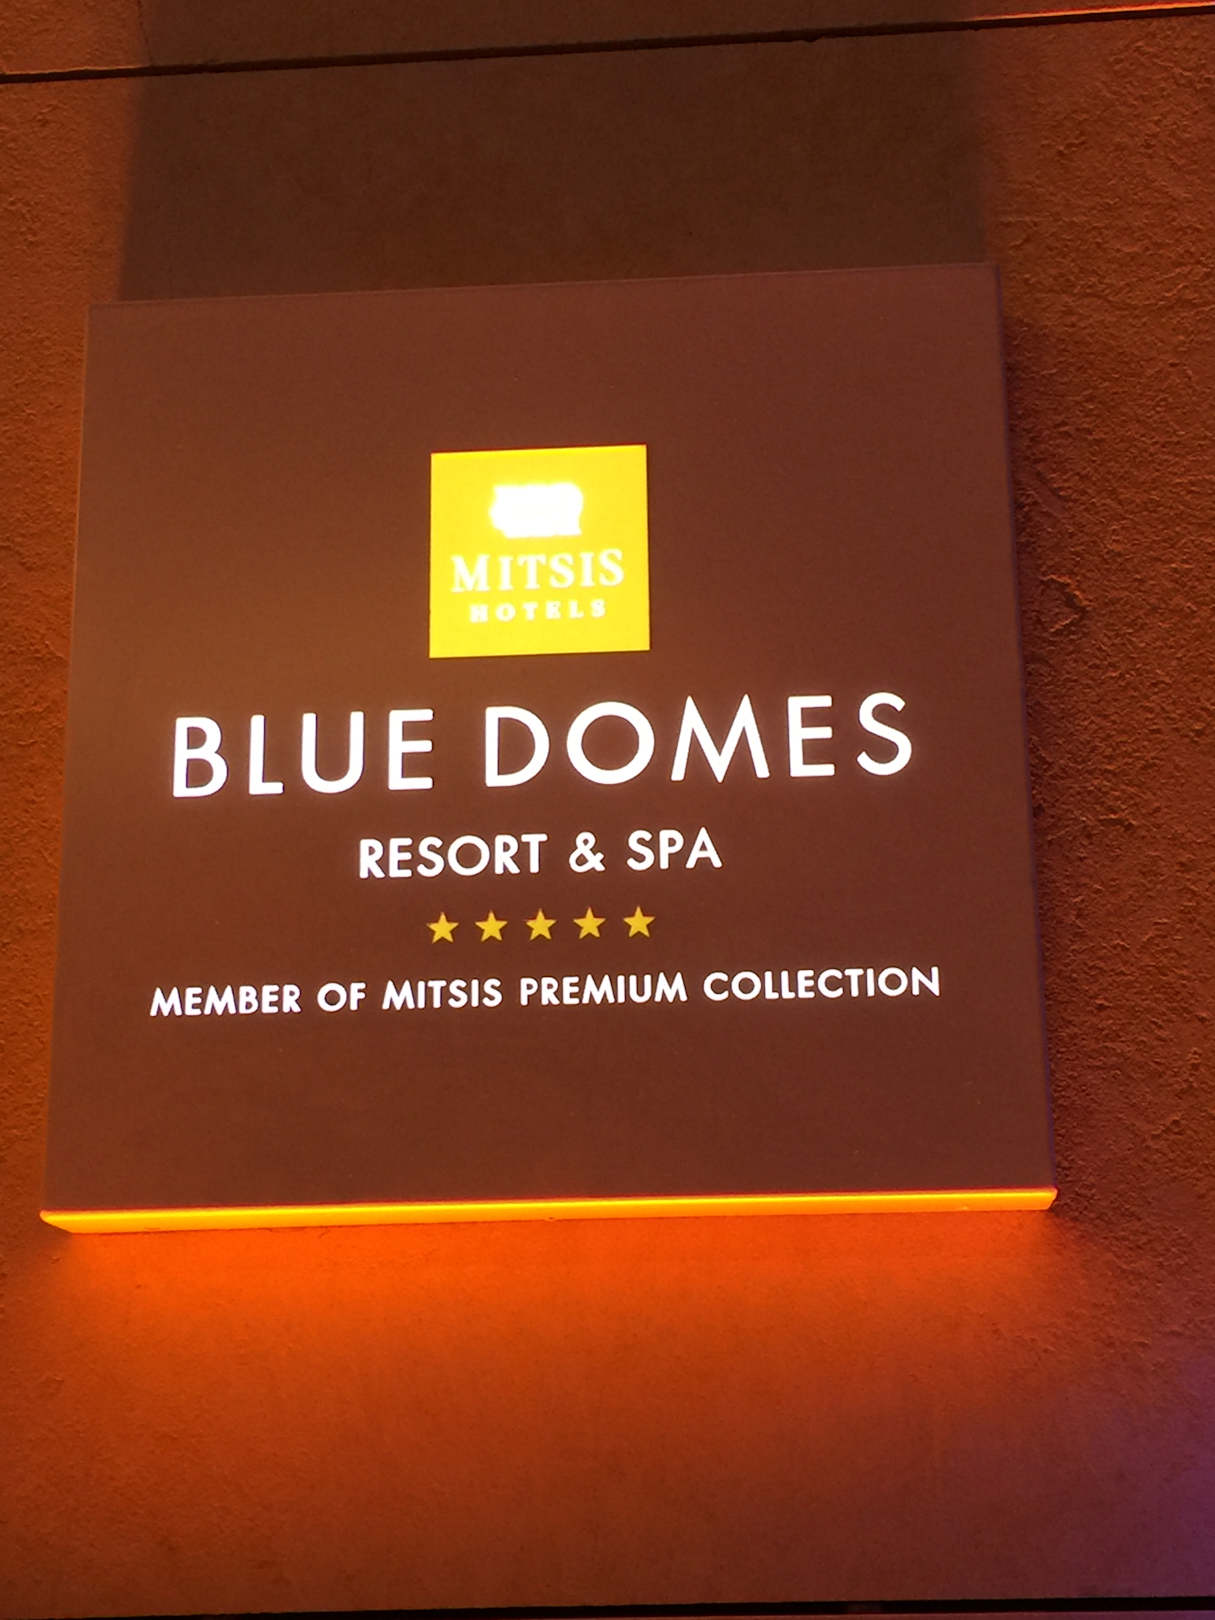 MITSIS
HOTELS
BLUE DOMES
RESORT & SPA
MEMBER OF MITSIS PREMIUM COLLECTION